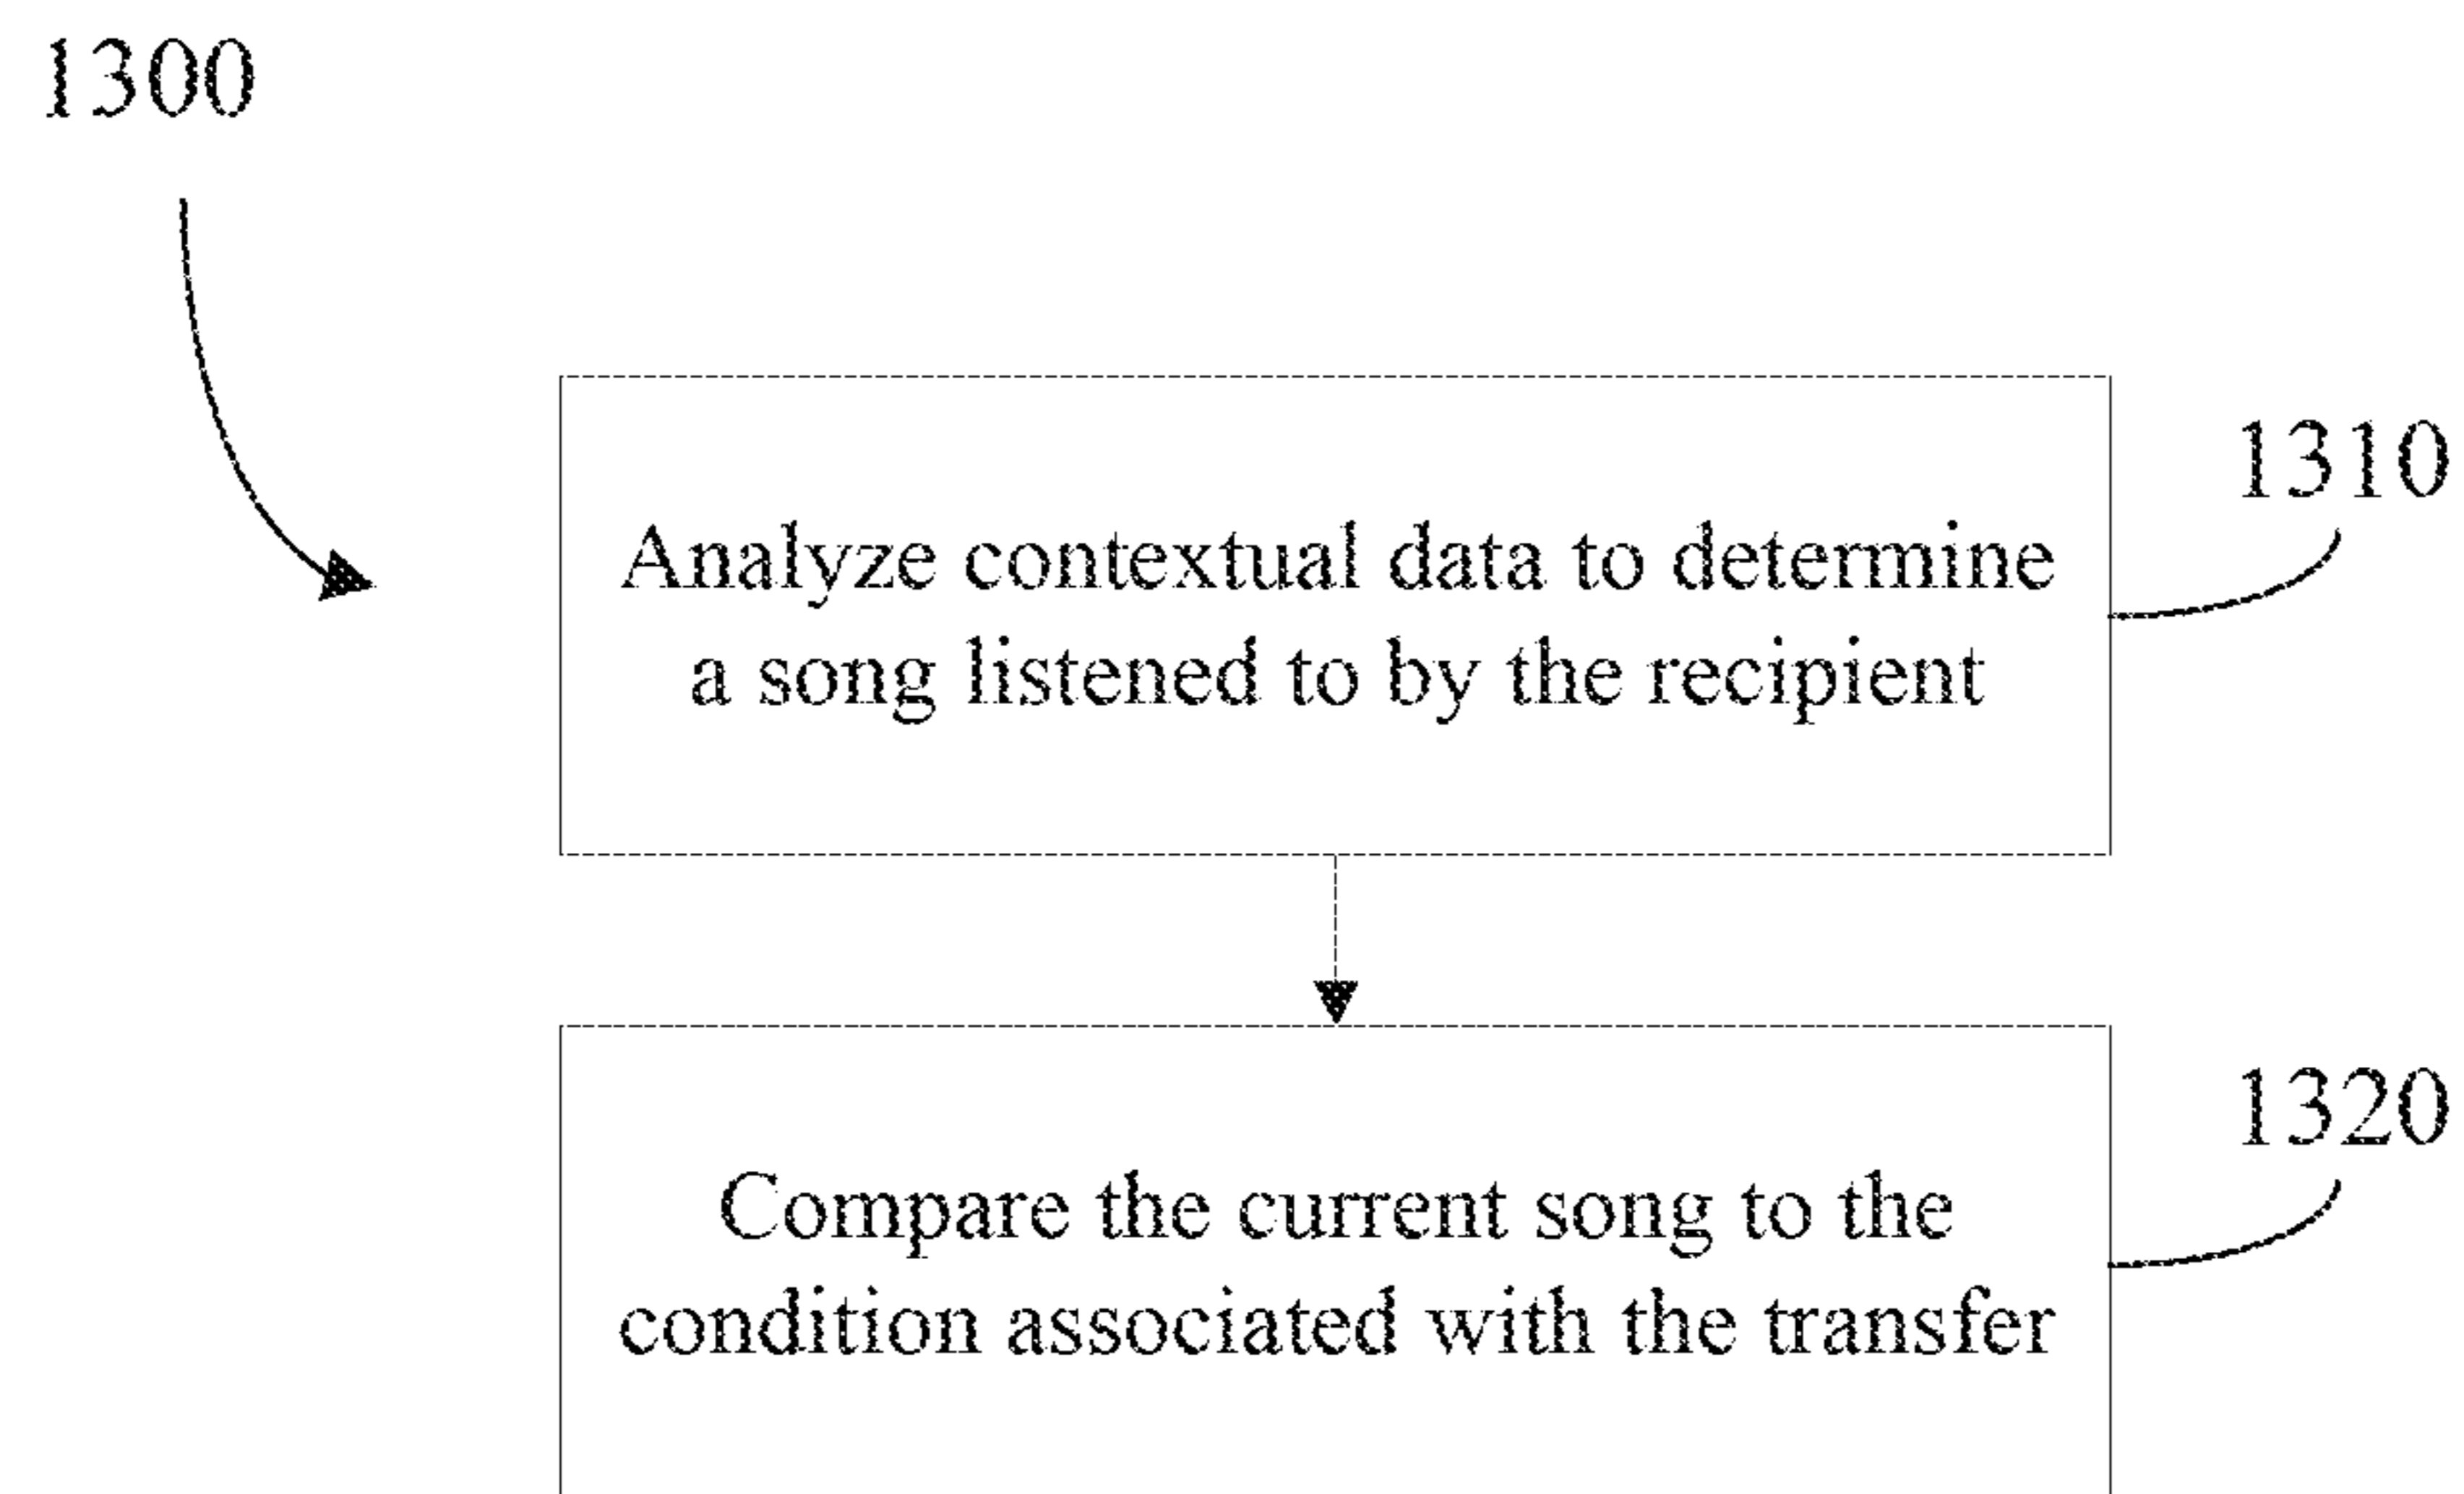 1300
1310
Analyze contextual data to determine
a song listened to by the recipient
1320
Compare the current song to the
condition associated with the transfer